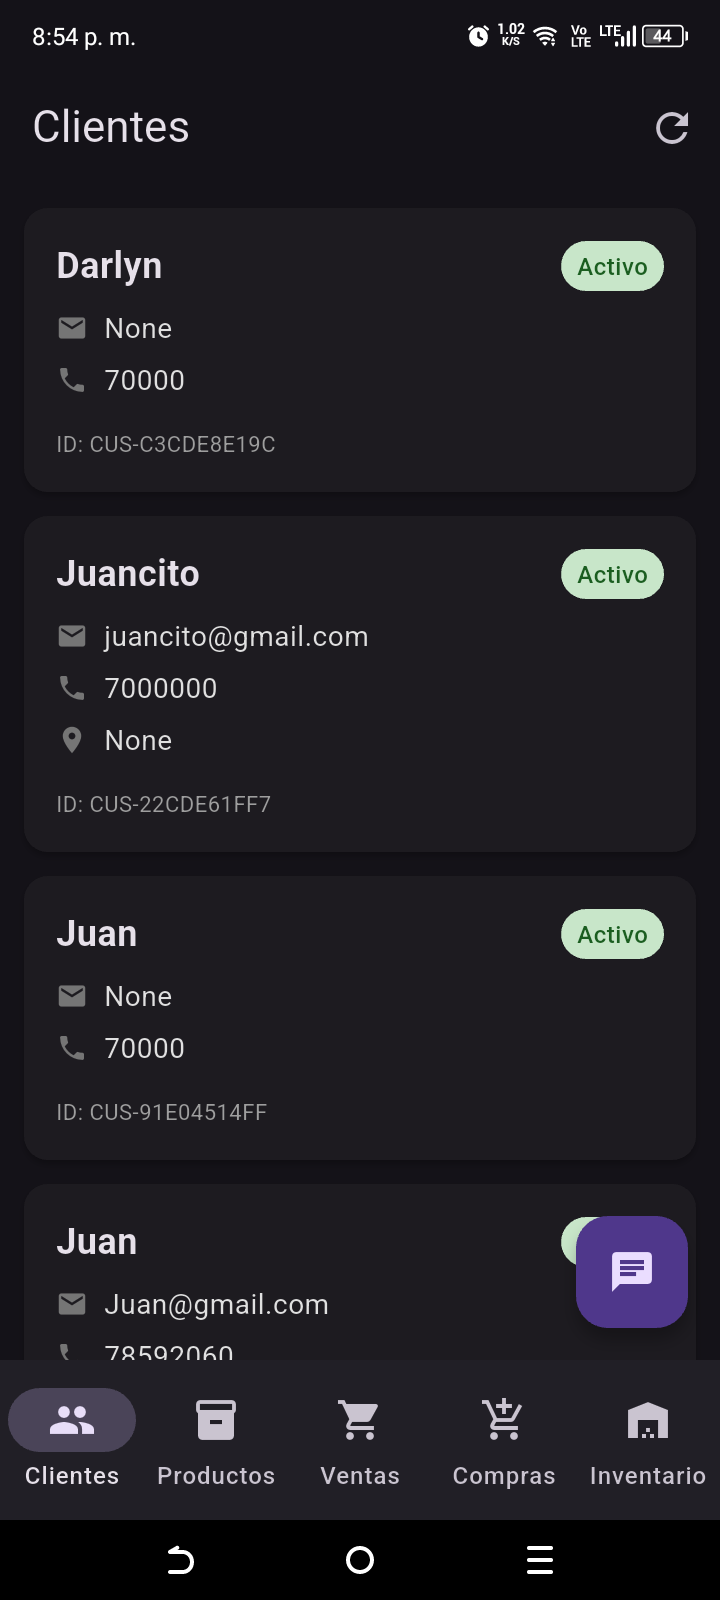 8:54 p. m.
1.02 K/S
Vo LTE
LTE
44
Clientes
Darlyn
Activo
None
70000
ID: CUS-C3CDE8E19C
Juancito
Activo
juancito@gmail.com
7000000
None
ID: CUS-22CDE61FF7
Juan
Activo
None
70000
ID: CUS-91E04514FF
Juan
Juan@gmail.com
78592060
Clientes
Productos
Ventas
Compras
Inventario